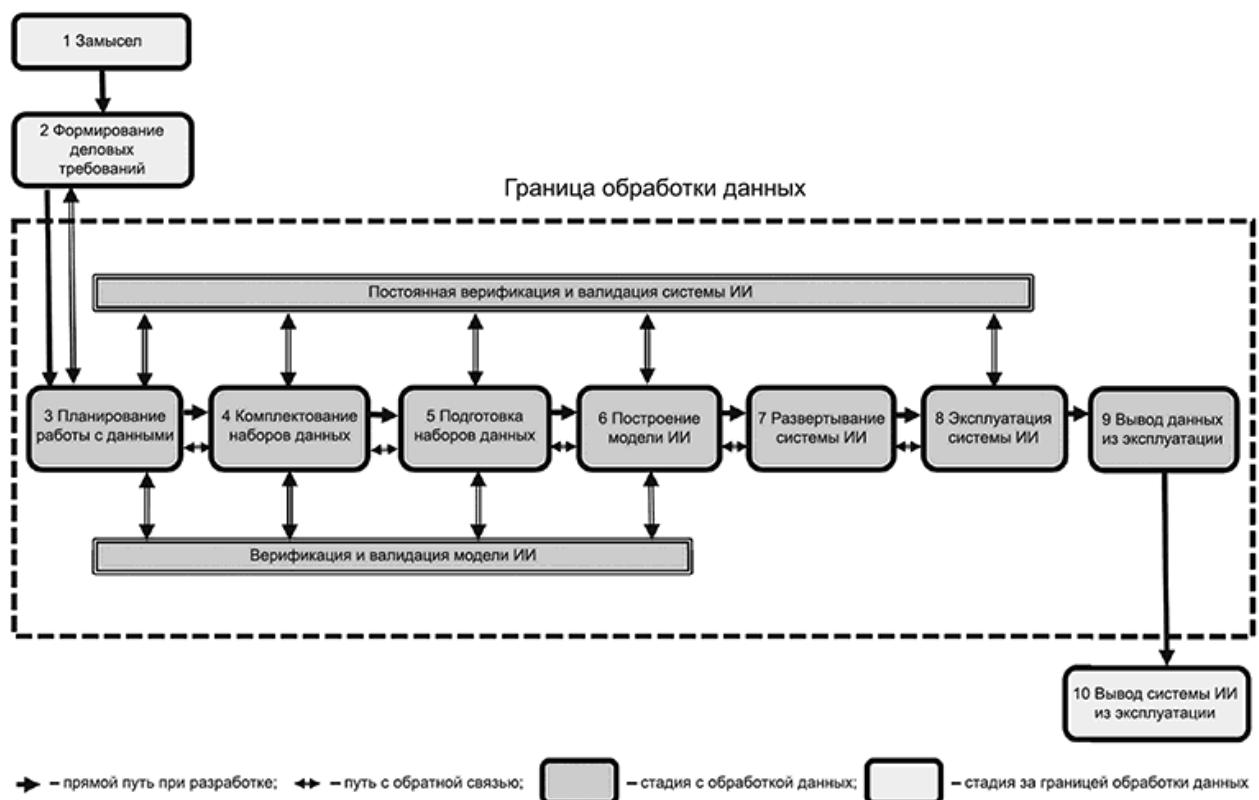 1 Замысел
2 Формирование
деловых
требований
Граница обработки данных
Постоянная верификация и валидация системы ИИ
3 Планирование
работы с данными
4 Комплектование
наборов данных
5 Подготовка
наборов данных
6 Построение
модели ИИ
7 Развертывание
системы ИИ
8 Эксплуатация
системы ИИ
9 Вывод данных
из эксплуатации
Верификация и валидация модели ИИ
10 Вывод системы ИИ
из эксплуатации
– прямой путь при разработке; – путь с обратной связью; – стадия с обработкой данных; – стадия за границей обработки данных